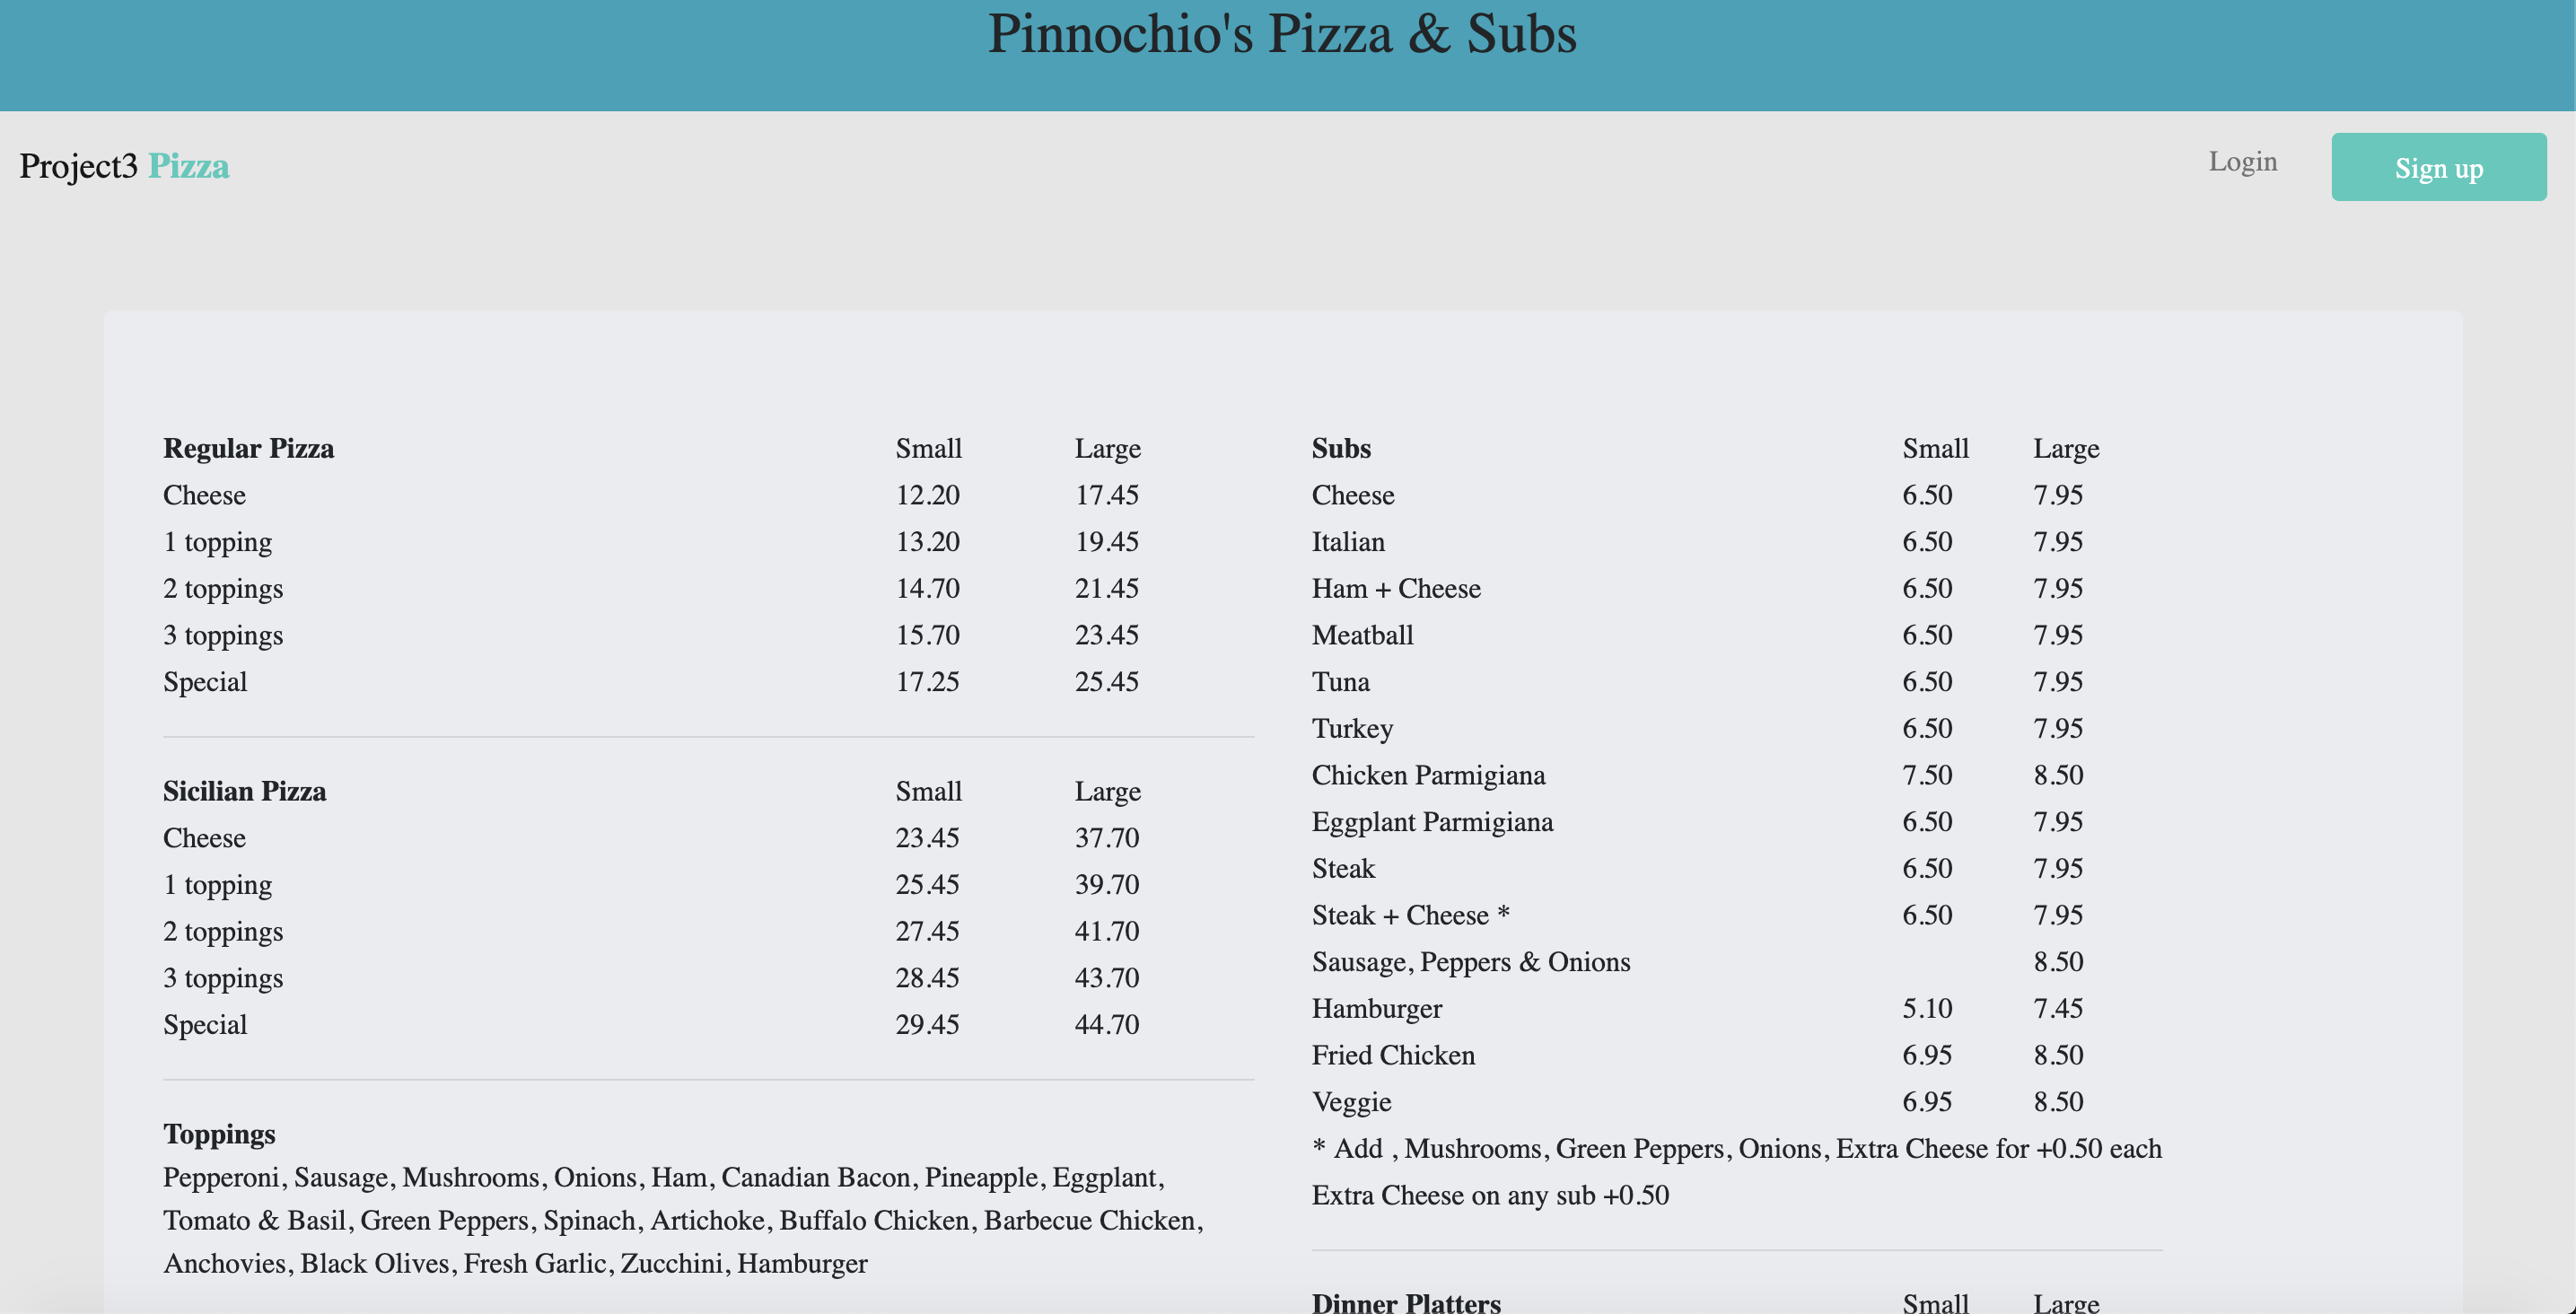 Pinnochio's Pizza & Subs
Project3 Pizza
Login
Sign up
Regular Pizza Small Large
Cheese 12.20 17.45
1 topping 13.20 19.45
2 toppings 14.70 21.45
3 toppings 15.70 23.45
Special 17.25 25.45
Sicilian Pizza Small Large
Cheese 23.45 37.70
1 topping 25.45 39.70
2 toppings 27.45 41.70
3 toppings 28.45 43.70
Special 29.45 44.70
Toppings
Pepperoni, Sausage, Mushrooms, Onions, Ham, Canadian Bacon, Pineapple, Eggplant,
Tomato & Basil, Green Peppers, Spinach, Artichoke, Buffalo Chicken, Barbecue Chicken,
Anchovies, Black Olives, Fresh Garlic, Zucchini, Hamburger
Subs Small Large
Cheese 6.50 7.95
Italian 6.50 7.95
Ham + Cheese 6.50 7.95
Meatball 6.50 7.95
Tuna 6.50 7.95
Turkey 6.50 7.95
Chicken Parmigiana 7.50 8.50
Eggplant Parmigiana 6.50 7.95
Steak 6.50 7.95
Steak + Cheese * 6.50 7.95
Sausage, Peppers & Onions 8.50
Hamburger 5.10 7.45
Fried Chicken 6.95 8.50
Veggie 6.95 8.50
* Add , Mushrooms, Green Peppers, Onions, Extra Cheese for +0.50 each
Extra Cheese on any sub +0.50
Dinner Platters Small Large